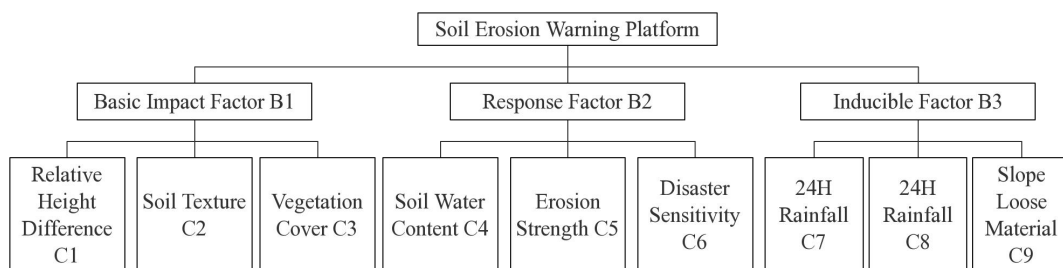 Soil Erosion Warning Platform
Basic Impact Factor B1
Response Factor B2
Inducible Factor B3
Relative
Height
Difference
C1
Soil Texture
C2
Vegetation
Cover C3
Soil Water
Content C4
Erosion
Strength C5
Disaster
Sensitivity
C6
24H
Rainfall
C7
24H
Rainfall
C8
Slope
Loose
Material
C9